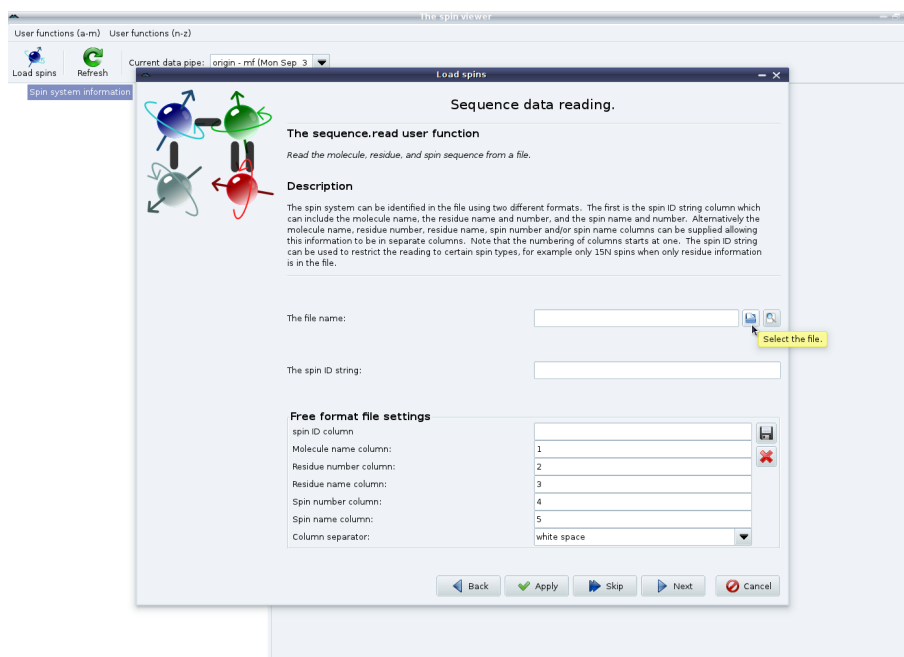 The spin viewer
User functions (a-m) User functions (n-z)
Load spins Refresh Current data pipe: origin - mf (Mon Sep 3
Load spins
Spin system information
Sequence data reading.
The sequence.read user function
Read the molecule, residue, and spin sequence from a file.
Description
The spin system can be identified in the file using two different formats. The first is the spin ID string column which
can include the molecule name, the residue name and number, and the spin name and number. Alternatively the
molecule name, residue number, residue name, spin number and/or spin name columns can be supplied allowing
this information to be in separate columns. Note that the numbering of columns starts at one. The spin ID string
can be used to restrict the reading to certain spin types, for example only 15N spins when only residue information
is in the file.
The file name:
Select the file.
The spin ID string:
Free format file settings
spin ID column
Molecule name column: 1
Residue number column: 2
Residue name column: 3
Spin number column: 4
Spin name column: 5
Column separator: white space
Back Apply Skip Next Cancel